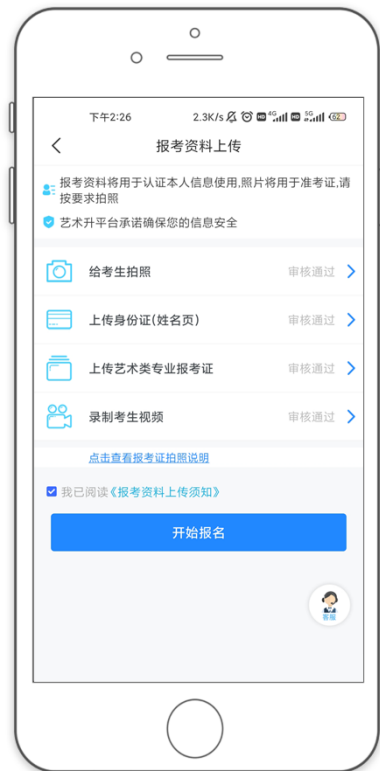 下午2:26 2.3K/s HD 4G HD 5G 62
报考资料上传
报考资料将用于认证本人信息使用,照片将用于准考证,请
按要求拍照
艺术升平台承诺确保您的信息安全
给考生拍照 审核通过
上传身份证(姓名页) 审核通过
上传艺术类专业报考证 审核通过
录制考生视频 审核通过
点击查看报考证拍照说明
我已阅读《报考资料上传须知》
开始报名
客服